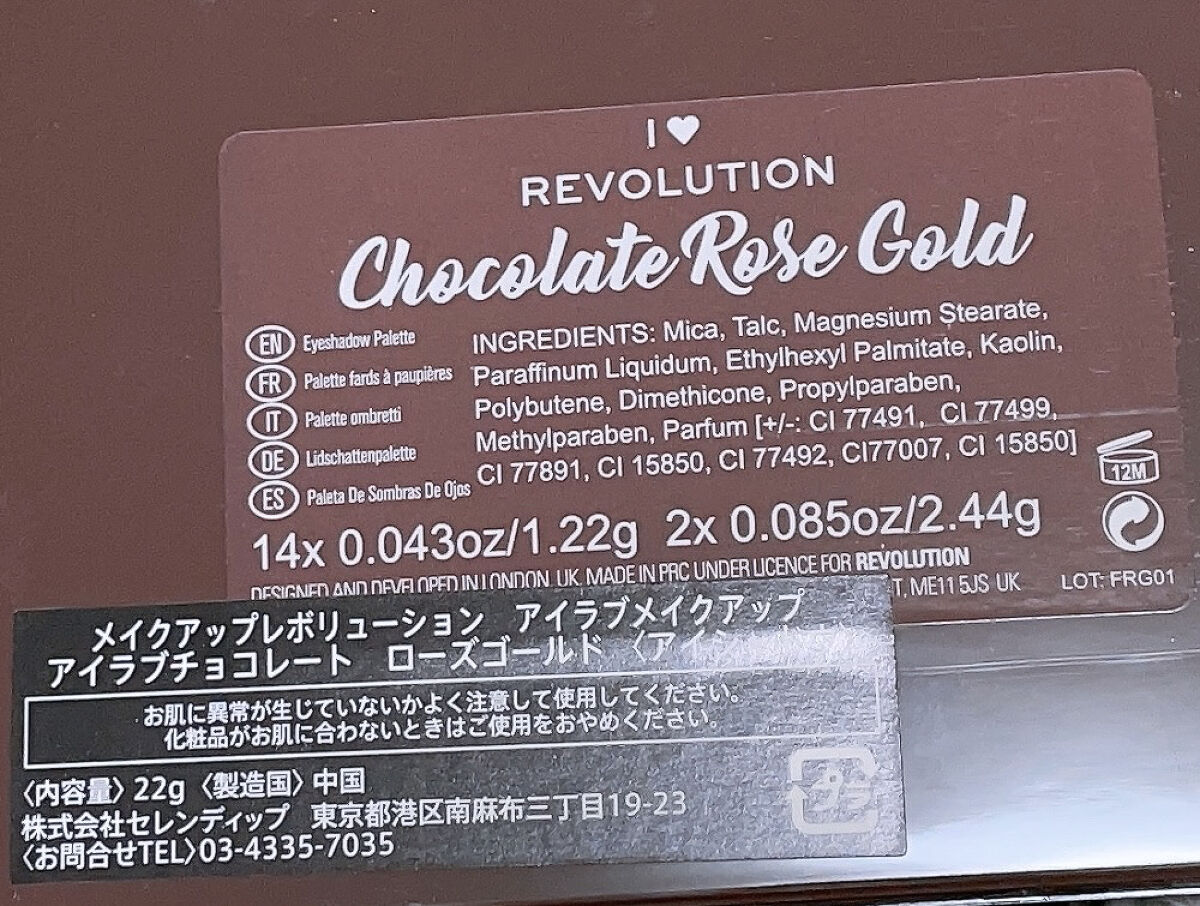 I ♥
REVOLUTION
Chocolate Rose Gold
EN Eyeshadow Palette
FR Palette fards à paupières
IT Palette ombretti
DE Lidschattenpalette
ES Paleta De Sombras De Ojos
INGREDIENTS: Mica, Talc, Magnesium Stearate,
Paraffinum Liquidum, Ethylhexyl Palmitate, Kaolin,
Polybutene, Dimethicone, Propylparaben,
Methylparaben, Parfum [+/-: CI 77491, CI 77499,
CI 77891, CI 15850, CI 77492, CI77007, CI 15850]
12M
14x 0.043oz/1.22g 2x 0.085oz/2.44g
DESIGNED AND DEVELOPED IN LONDON, UK. MADE IN PRC UNDER LICENCE FOR REVOLUTION
T, ME11 5JS UK
LOT: FRG01
メイクアップレボリューション アイラブメイクアップ
アイラブチョコレート ローズゴールド
お肌に異常が生じていないかよく注意して使用してください。
化粧品がお肌に合わないときはご使用をおやめください。
〈内容量〉22g〈製造国〉中国
株式会社セレンディップ 東京都港区南麻布三丁目19-23
〈お問合せTEL〉03-4335-7035
プラ